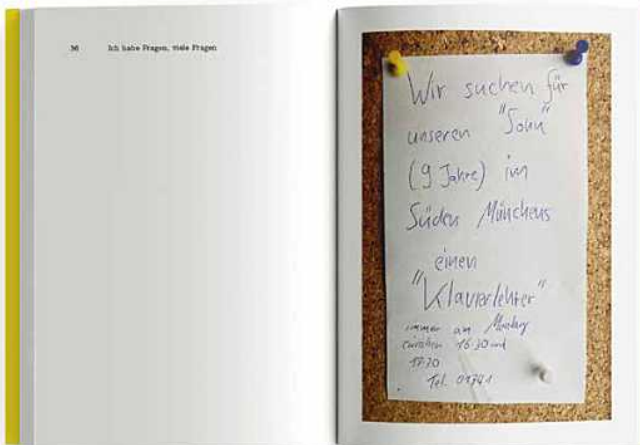 36 Ich habe Fragen, viele Fragen
Wir suchen für
unseren "Sohn"
(9 Jahre) im
Süden Münchens
einen
"Klavierlehrer"
immer am Montag
zwischen 16.30 und
17.30
Tel. 01741